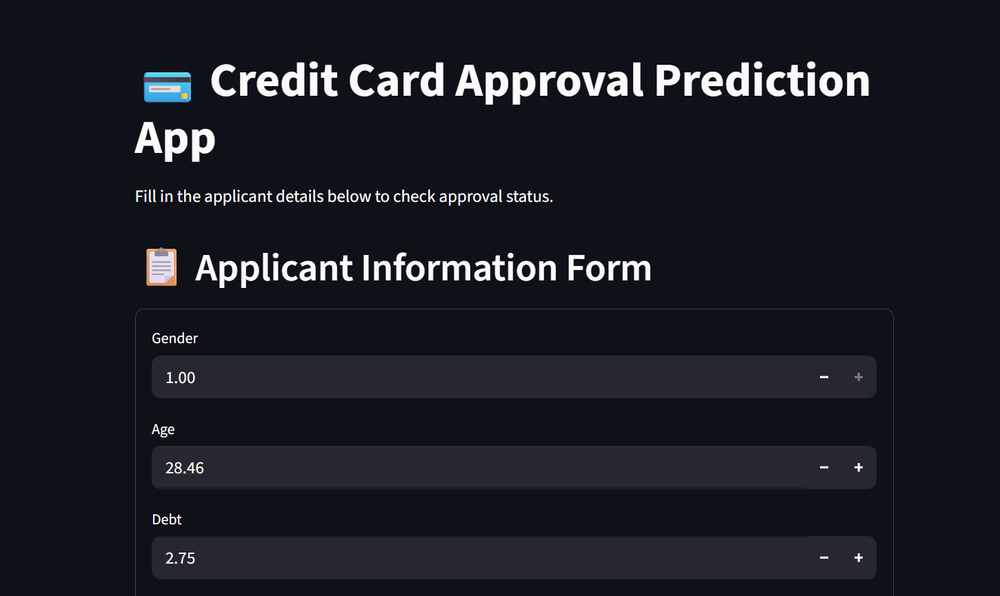 Credit Card Approval Prediction
App
Fill in the applicant details below to check approval status.
Applicant Information Form
Gender
1.00
Age
28.46
Debt
2.75